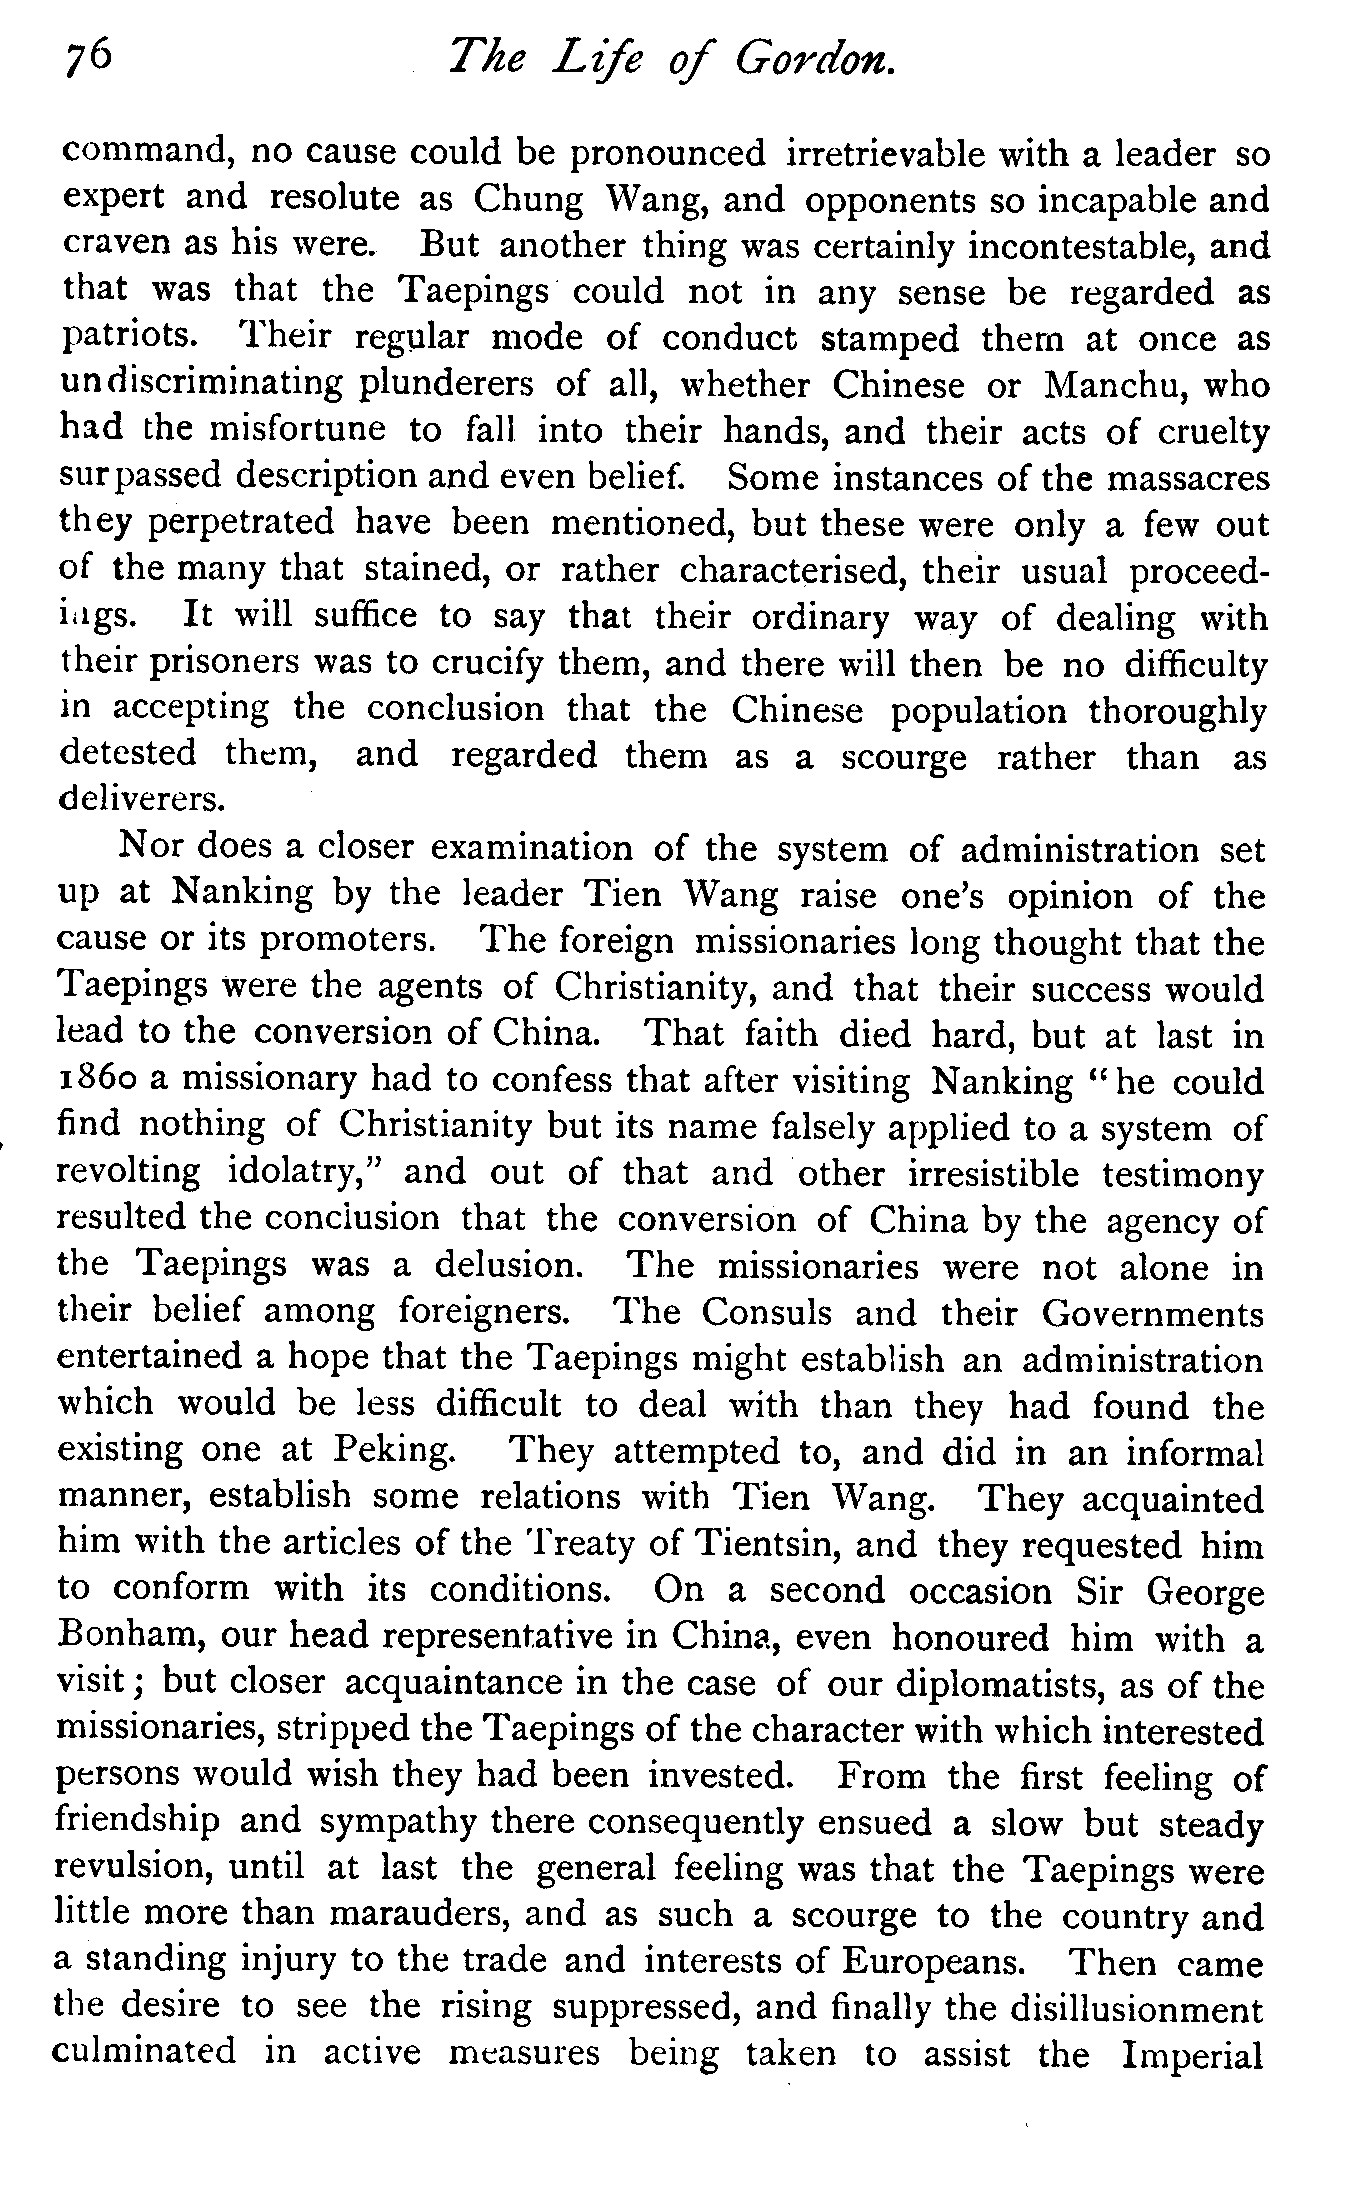 76 The Life of Gordon.
command, no cause could be pronounced irretrievable with a leader so
expert and resolute as Chung Wang, and opponents so incapable and
craven as his were. But another thing was certainly incontestable, and
that was that the Taepings could not in any sense be regarded as
patriots. Their regular mode of conduct stamped them at once as
undiscriminating plunderers of all, whether Chinese or Manchu, who
had the misfortune to fall into their hands, and their acts of cruelty
surpassed description and even belief. Some instances of the massacres
they perpetrated have been mentioned, but these were only a few out
of the many that stained, or rather characterised, their usual proceed-
ings. It will suffice to say that their ordinary way of dealing with
their prisoners was to crucify them, and there will then be no difficulty
in accepting the conclusion that the Chinese population thoroughly
detested them, and regarded them as a scourge rather than as
deliverers.
Nor does a closer examination of the system of administration set
up at Nanking by the leader Tien Wang raise one's opinion of the
cause or its promoters. The foreign missionaries long thought that the
Taepings were the agents of Christianity, and that their success would
lead to the conversion of China. That faith died hard, but at last in
1860 a missionary had to confess that after visiting Nanking "he could
find nothing of Christianity but its name falsely applied to a system of
revolting idolatry," and out of that and other irresistible testimony
resulted the conclusion that the conversion of China by the agency of
the Taepings was a delusion. The missionaries were not alone in
their belief among foreigners. The Consuls and their Governments
entertained a hope that the Taepings might establish an administration
which would be less difficult to deal with than they had found the
existing one at Peking. They attempted to, and did in an informal
manner, establish some relations with Tien Wang. They acquainted
him with the articles of the Treaty of Tientsin, and they requested him
to conform with its conditions. On a second occasion Sir George
Bonham, our head representative in China, even honoured him with a
visit; but closer acquaintance in the case of our diplomatists, as of the
missionaries, stripped the Taepings of the character with which interested
persons would wish they had been invested. From the first feeling of
friendship and sympathy there consequently ensued a slow but steady
revulsion, until at last the general feeling was that the Taepings were
little more than marauders, and as such a scourge to the country and
a standing injury to the trade and interests of Europeans. Then came
the desire to see the rising suppressed, and finally the disillusionment
culminated in active measures being taken to assist the Imperial